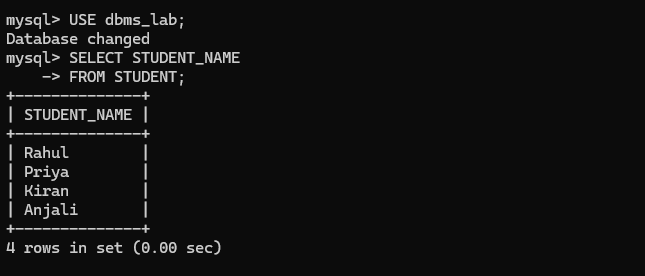 mysql> USE dbms_lab;
Database changed
mysql> SELECT STUDENT_NAME
    -> FROM STUDENT;
+--------------+
| STUDENT_NAME |
+--------------+
| Rahul        |
| Priya        |
| Kiran        |
| Anjali       |
+--------------+
4 rows in set (0.00 sec)